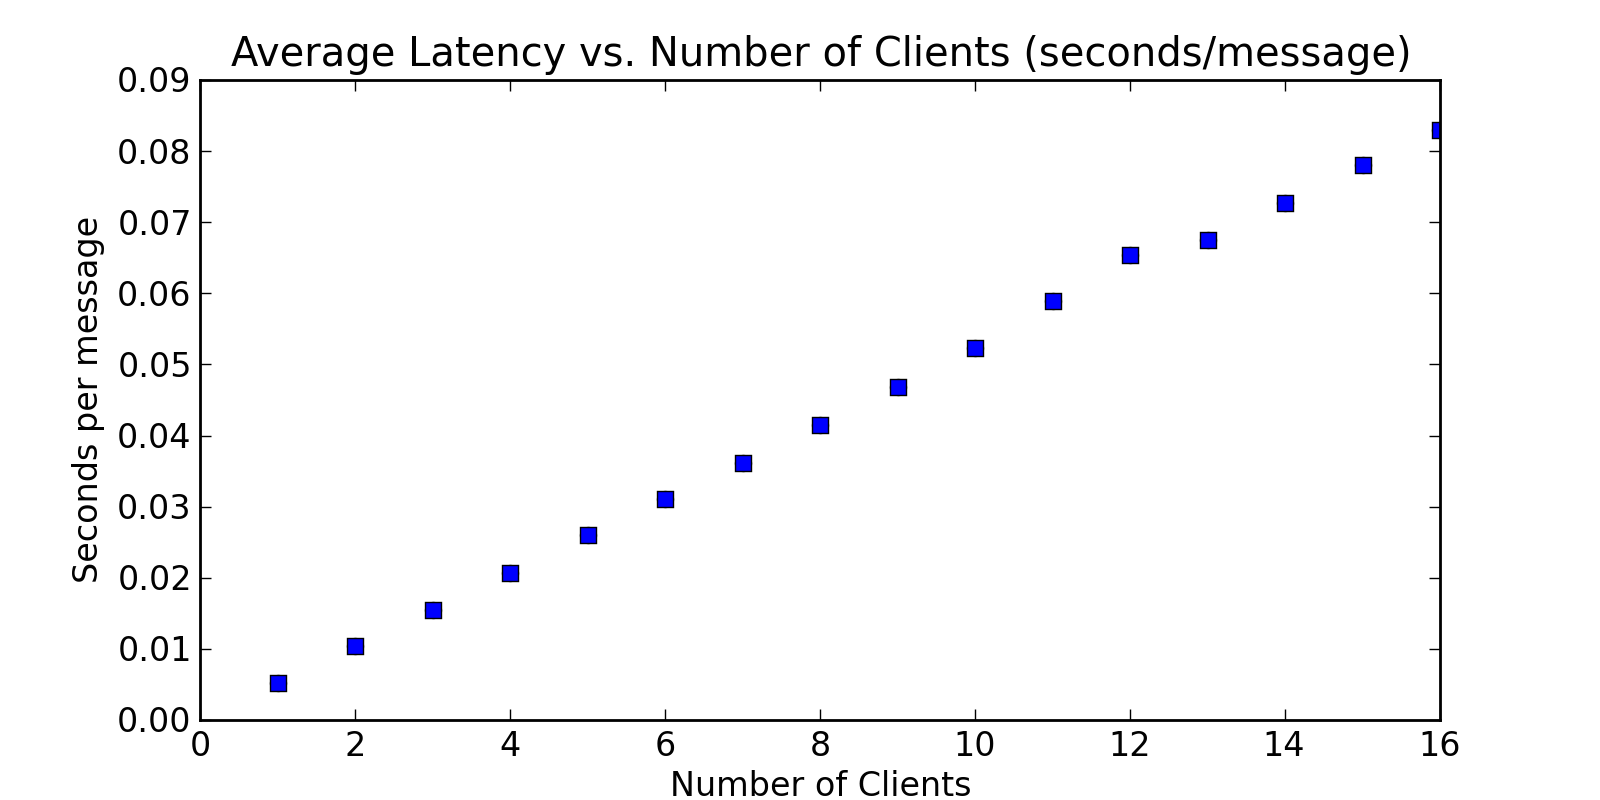 Average Latency vs. Number of Clients (seconds/message)
0.09
0.08
0.07
0.06
0.05
0.04
0.03
0.02
0.01
0.00
Seconds per message
0 2 4 6 8 10 12 14 16
Number of Clients